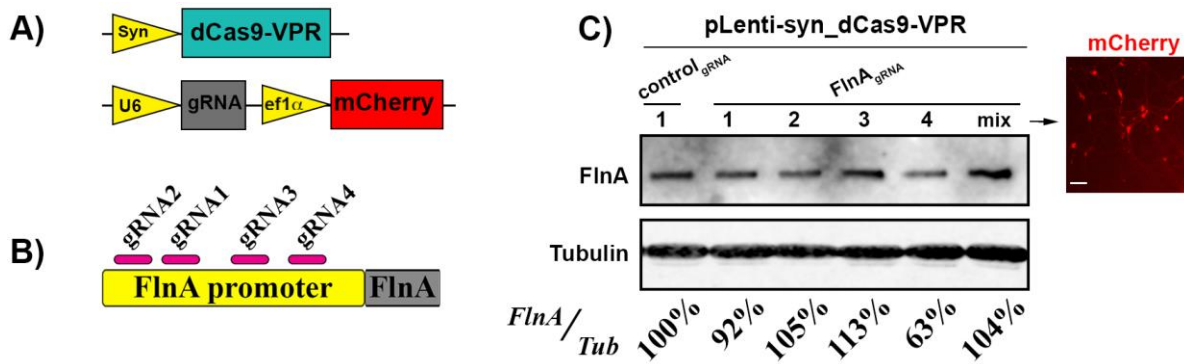 A)
Syn
dCas9-VPR
U6
gRNA
ef1α
mCherry
B)
gRNA2
gRNA1
gRNA3
gRNA4
FlnA promoter
FlnA
C)
pLenti-syn_dCas9-VPR
control gRNA
FlnA gRNA
1 1 2 3 4 mix
mCherry
FlnA
Tubulin
FlnA/Tub 100% 92% 105% 113% 63% 104%